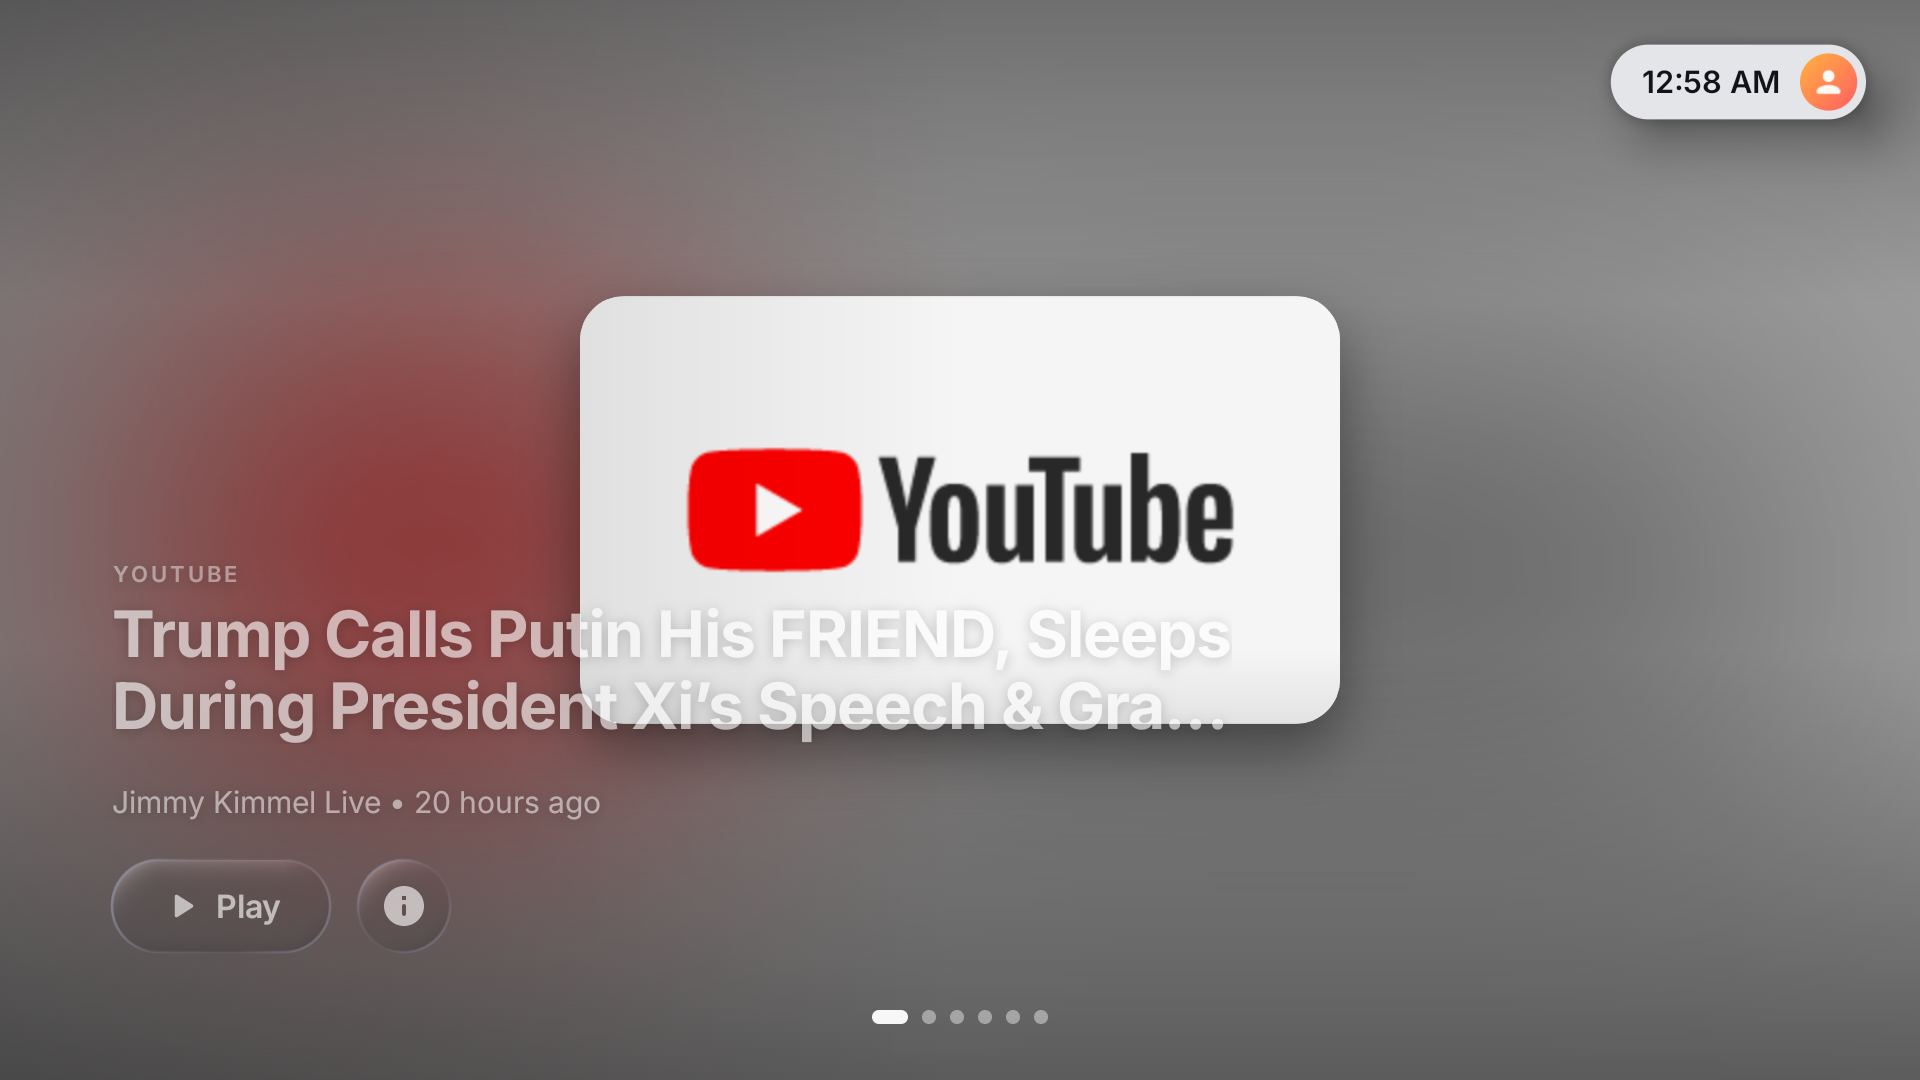 12:58 AM
YouTube
YOUTUBE
Trump Calls Putin His FRIEND, Sleeps
During President Xi’s Speech & Gra...
Jimmy Kimmel Live • 20 hours ago
Play